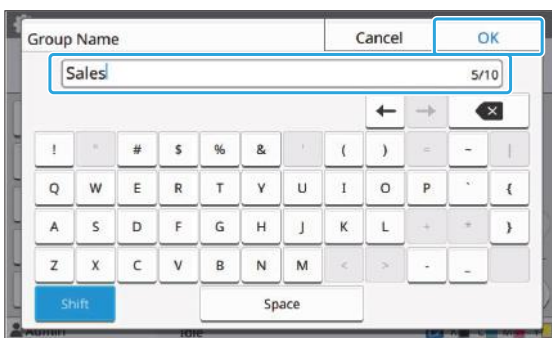 Group Name Cancel OK
Sales 5/10
! " # $ % & ' ( ) = ~ |
Q W E R T Y U I O P ` {
A S D F G H J K L + * }
Z X C V B N M < > . _
Shift Space
Admin Idle